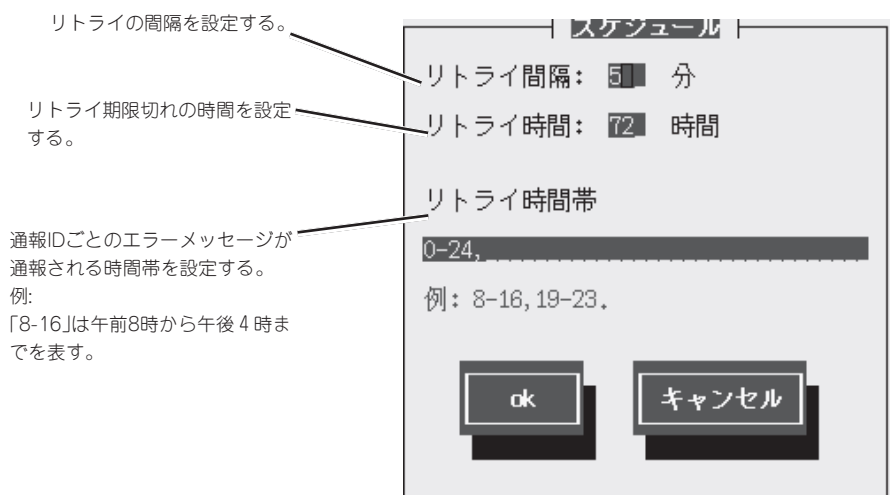 リトライの間隔を設定する。
リトライ期限切れの時間を設定
する。
通報IDごとのエラーメッセージが
通報される時間帯を設定する。
例:
「8-16」は午前8時から午後４時ま
でを表す。
スケジュール
リトライ間隔: 5 分
リトライ時間: 72 時間
リトライ時間帯
0-24,
例: 8-16,19-23.
ok
キャンセル